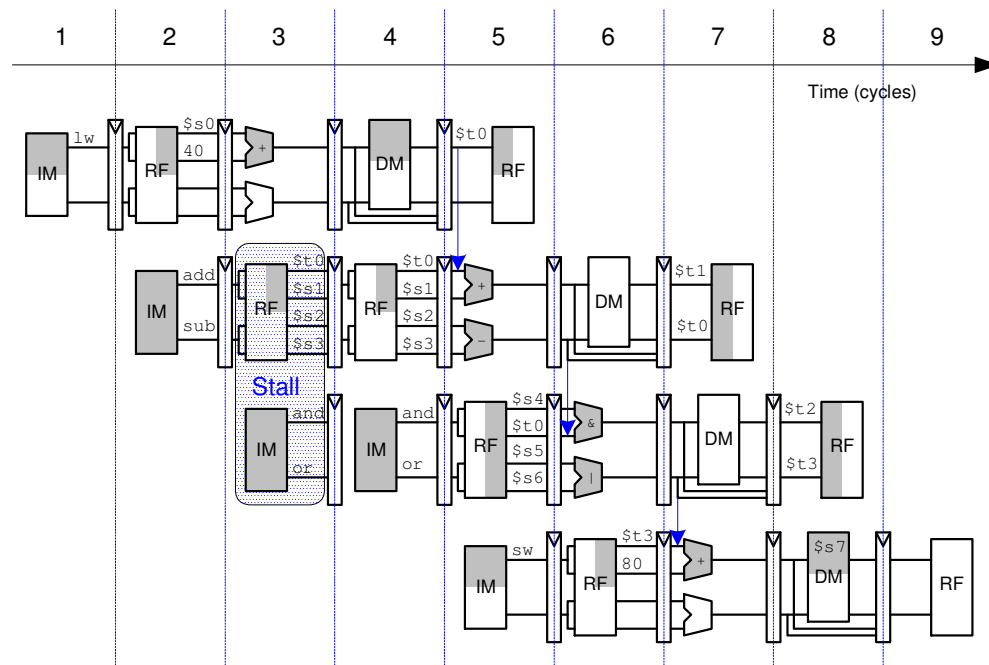 1 2 3 4 5 6 7 8 9
Time (cycles)
lw $s0 $t0
40 +
IM RF DM RF
add $t0 $t0 $t1
$s1 $s1 +
IM RF RF DM RF
sub $s2 $s2 $t0
$s3 $s3 -
Stall
and and $s4 $t2
$t0 &
IM IM RF DM RF
or or $s5 $t3
$s6 |
sw $t3 $s7
80 +
IM RF DM RF